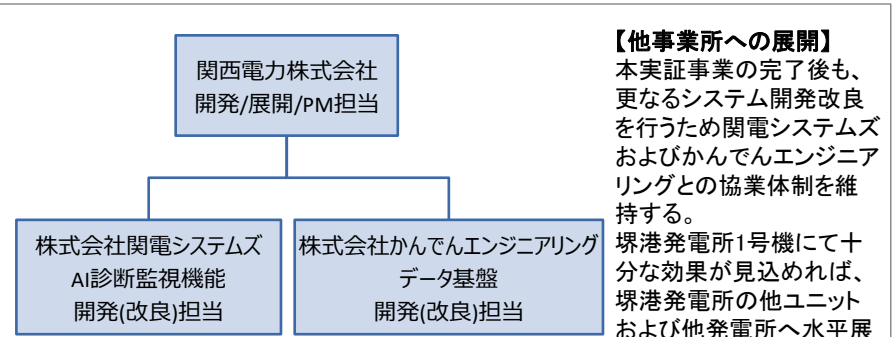 関西電力株式会社
開発/展開/PM担当
株式会社関電システムズ
AI診断監視機能
開発(改良)担当
株式会社かんでんエンジニアリング
データ基盤
開発(改良)担当
【他事業所への展開】
本実証事業の完了後も、
更なるシステム開発改良
を行うため関電システムズ
およびかんでんエンジニア
リングとの協業体制を維
持する。
堺港発電所1号機にて十
分な効果が見込めれば、
堺港発電所の他ユニット
および他発電所へ水平展